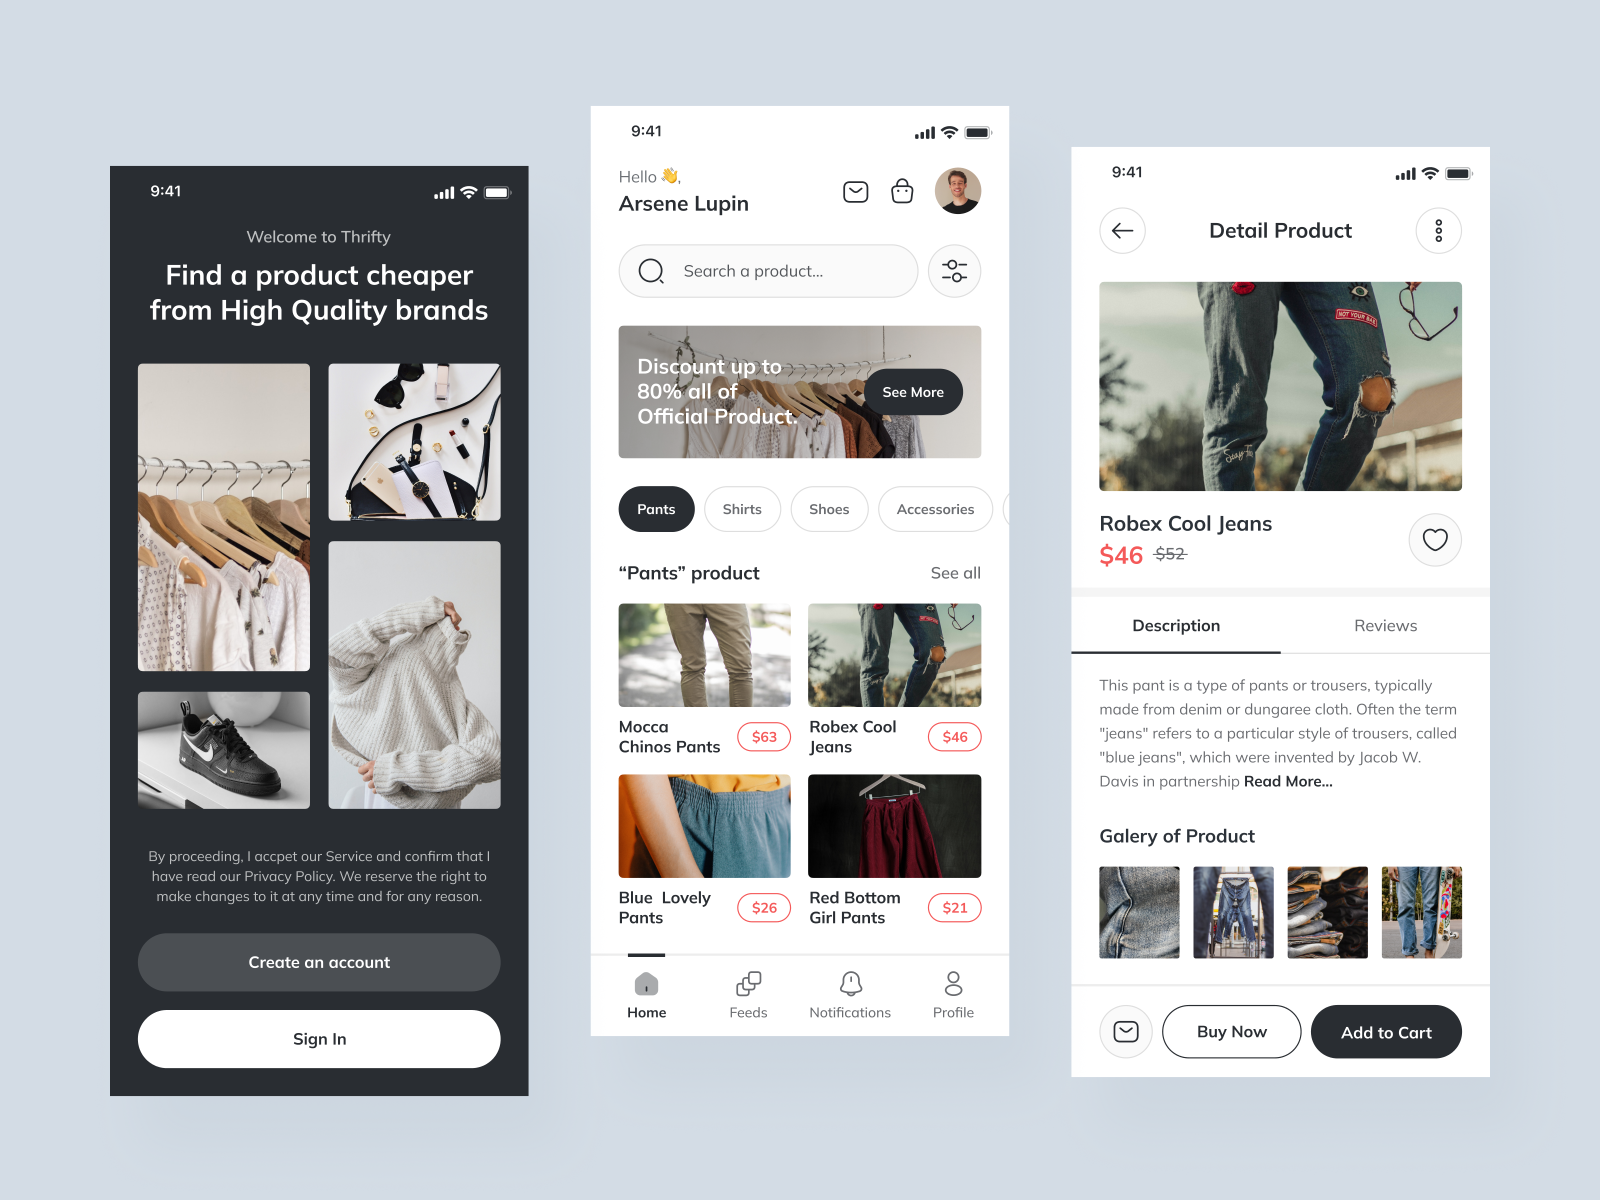 9:41
Welcome to Thrifty
Find a product cheaper
from High Quality brands
By proceeding, I accpet our Service and confirm that I
have read our Privacy Policy. We reserve the right to
make changes to it at any time and for any reason.
Create an account
Sign In
9:41
Hello 👋,
Arsene Lupin
Search a product...
Discount up to
80% all of
Official Product.
See More
Pants
Shirts
Shoes
Accessories
“Pants” product
See all
Mocca
Chinos Pants
$63
Robex Cool
Jeans
$46
Blue  Lovely
Pants
$26
Red Bottom
Girl Pants
$21
Home
Feeds
Notifications
Profile
9:41
Detail Product
NOT YOUR BAE
Robex Cool Jeans
$46 $52
Description
Reviews
This pant is a type of pants or trousers, typically
made from denim or dungaree cloth. Often the term
"jeans" refers to a particular style of trousers, called
"blue jeans", which were invented by Jacob W.
Davis in partnership Read More...
Galery of Product
Buy Now
Add to Cart